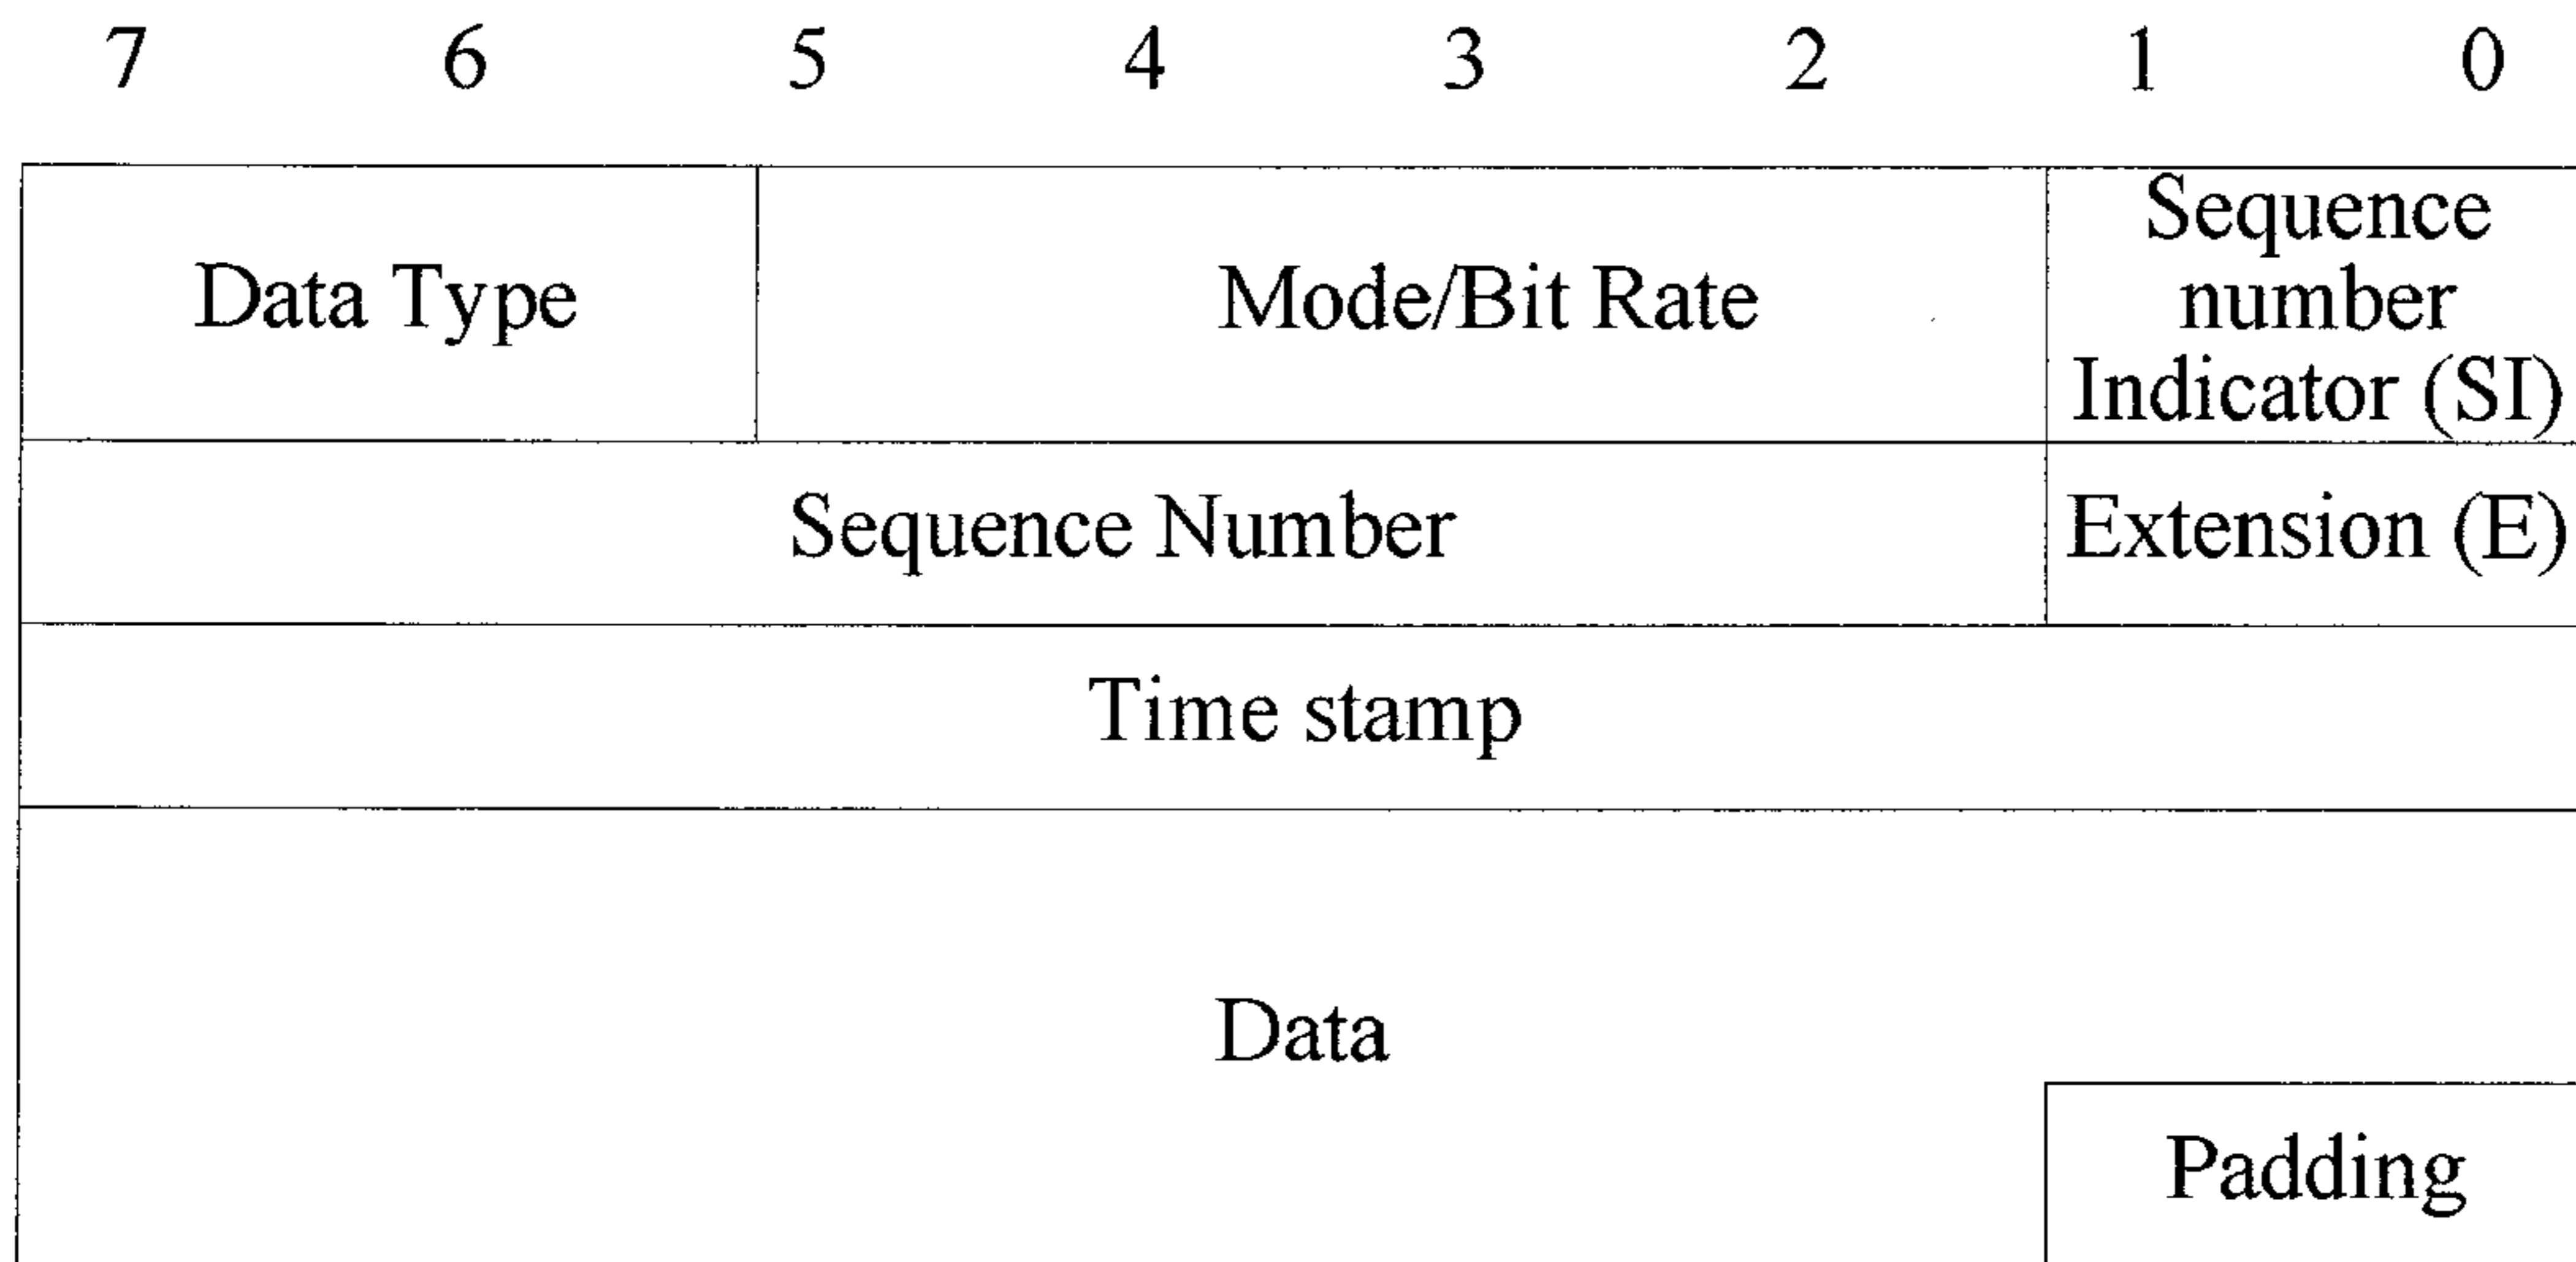 7 6 5 4 3 2 1 0
Data Type
Mode/Bit Rate
Sequence
number
Indicator (SI)
Sequence Number
Extension (E)
Time stamp
Data
Padding